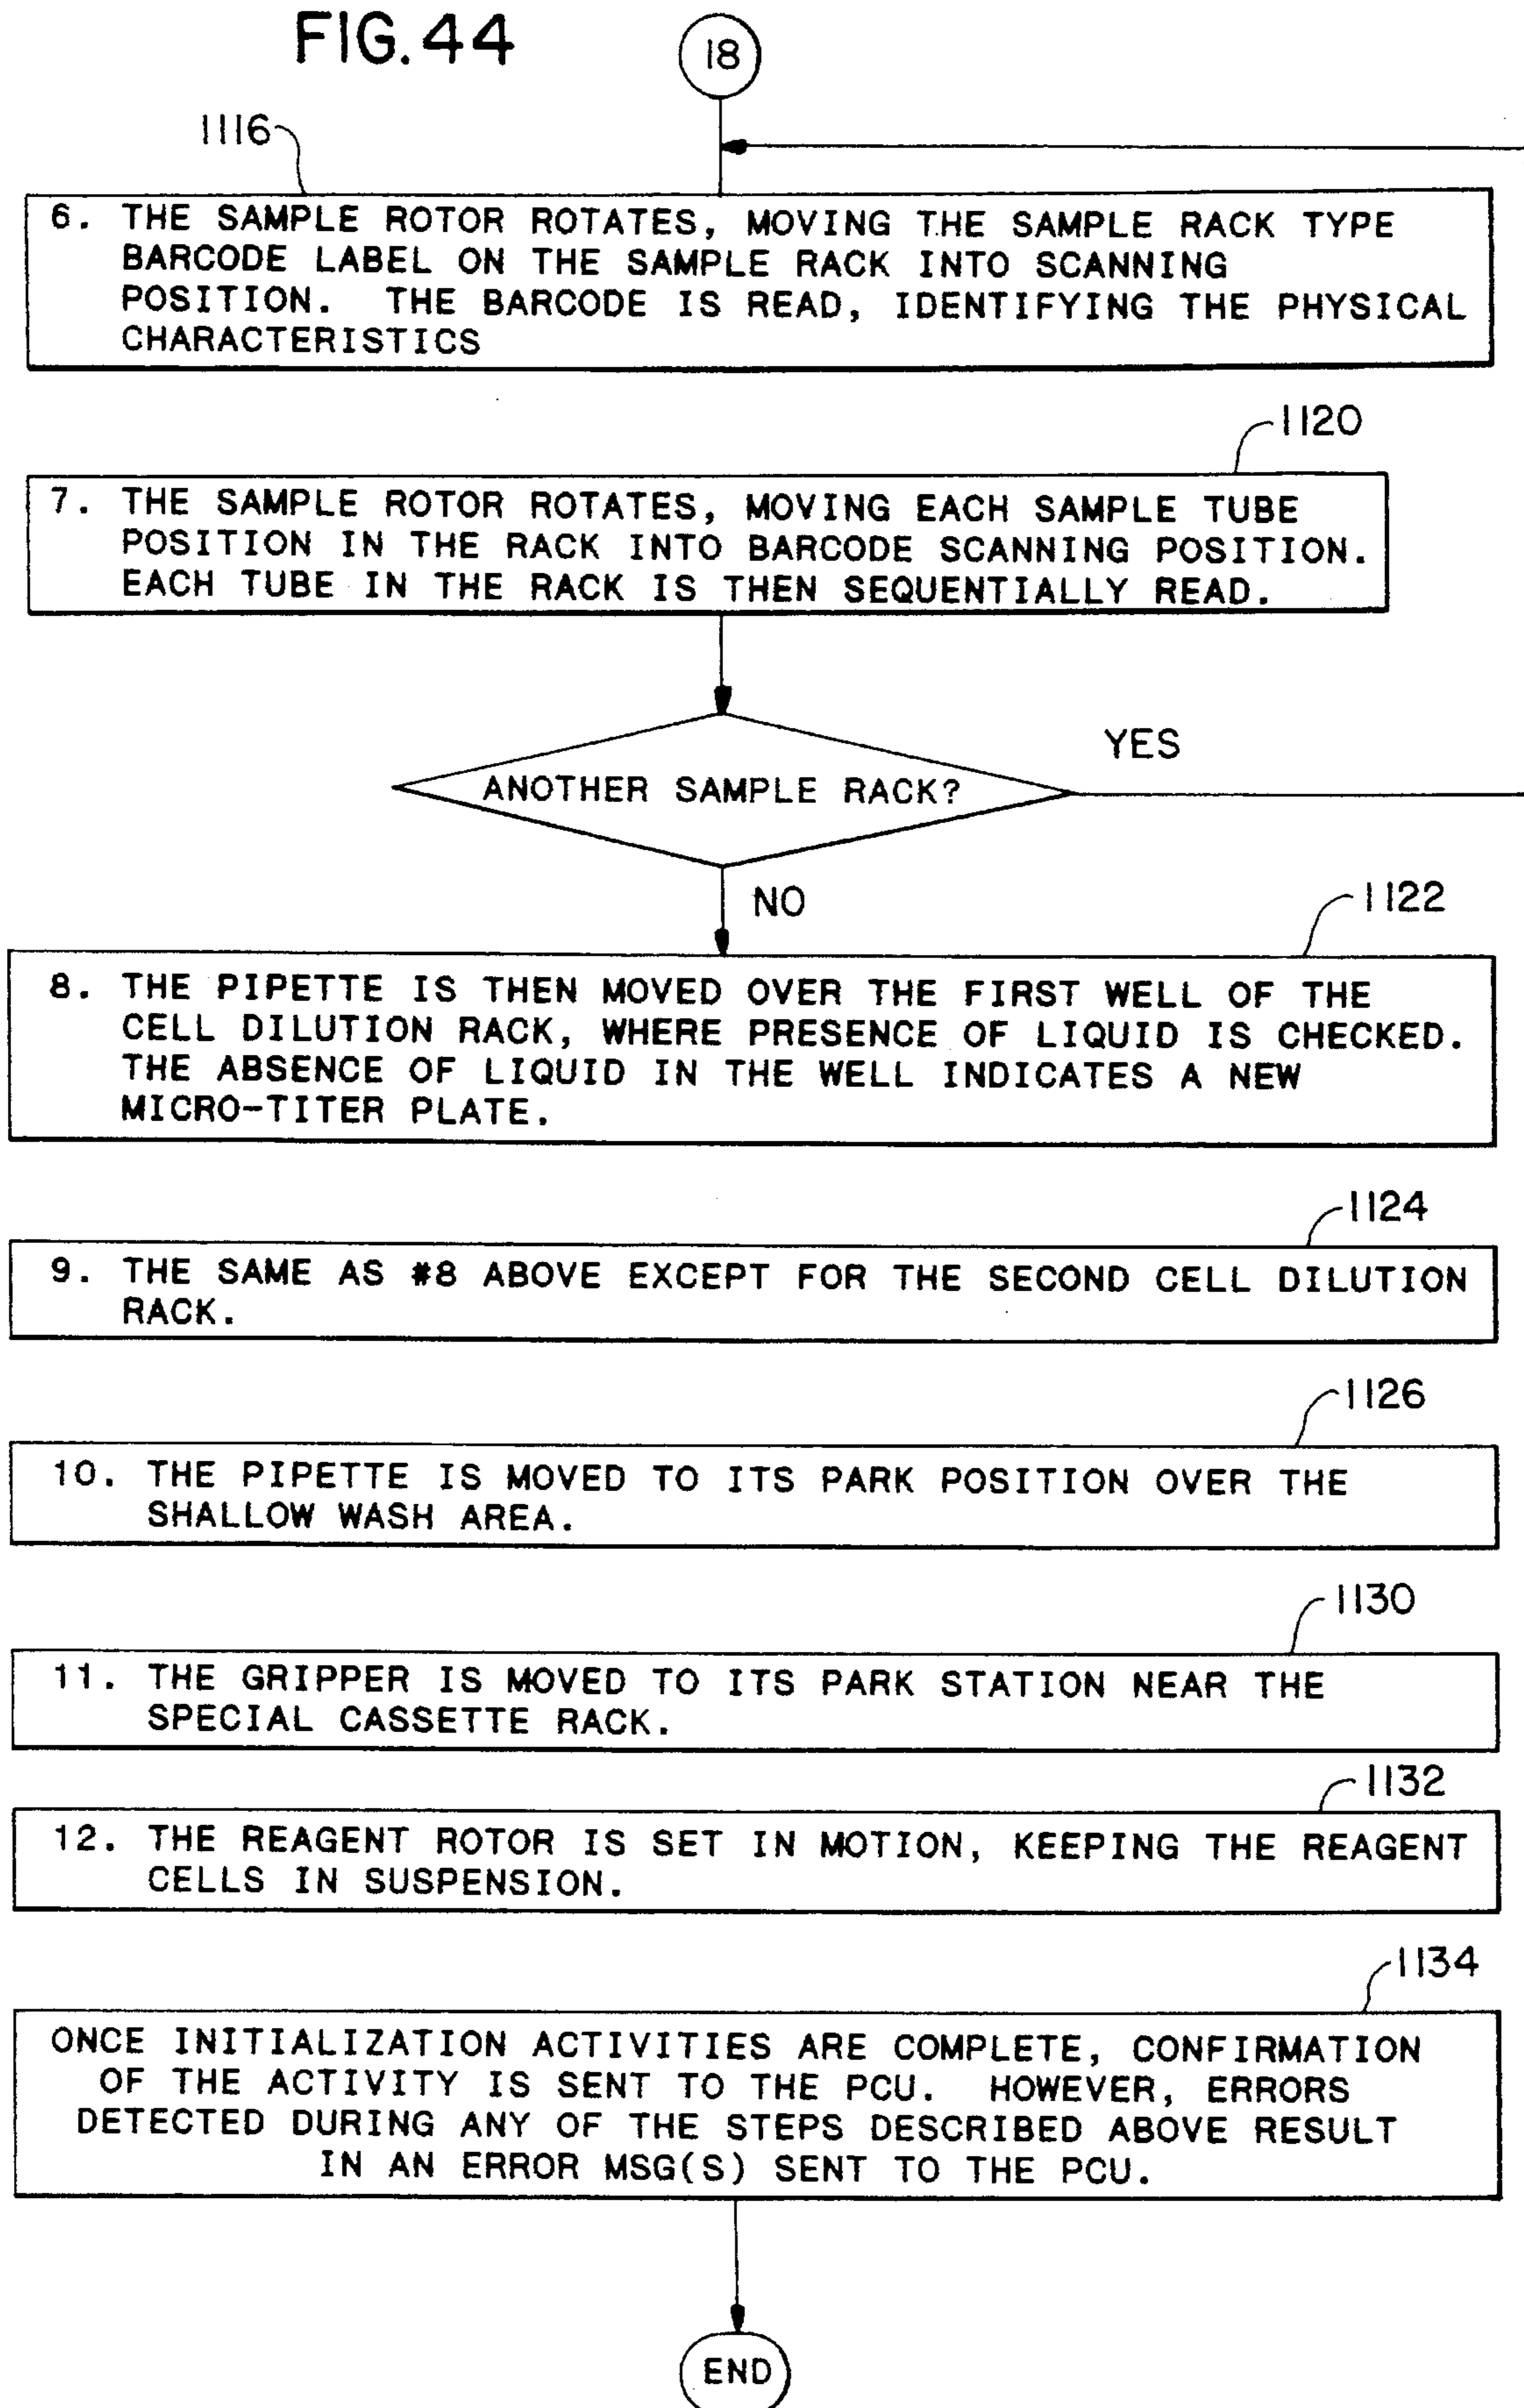 FIG. 44
18
1116
6. THE SAMPLE ROTOR ROTATES, MOVING THE SAMPLE RACK TYPE
BARCODE LABEL ON THE SAMPLE RACK INTO SCANNING
POSITION. THE BARCODE IS READ, IDENTIFYING THE PHYSICAL
CHARACTERISTICS
1120
7. THE SAMPLE ROTOR ROTATES, MOVING EACH SAMPLE TUBE
POSITION IN THE RACK INTO BARCODE SCANNING POSITION.
EACH TUBE IN THE RACK IS THEN SEQUENTIALLY READ.
YES
ANOTHER SAMPLE RACK?
NO
1122
8. THE PIPETTE IS THEN MOVED OVER THE FIRST WELL OF THE
CELL DILUTION RACK, WHERE PRESENCE OF LIQUID IS CHECKED.
THE ABSENCE OF LIQUID IN THE WELL INDICATES A NEW
MICRO-TITER PLATE.
1124
9. THE SAME AS #8 ABOVE EXCEPT FOR THE SECOND CELL DILUTION
RACK.
1126
10. THE PIPETTE IS MOVED TO ITS PARK POSITION OVER THE
SHALLOW WASH AREA.
1130
11. THE GRIPPER IS MOVED TO ITS PARK STATION NEAR THE
SPECIAL CASSETTE RACK.
1132
12. THE REAGENT ROTOR IS SET IN MOTION, KEEPING THE REAGENT
CELLS IN SUSPENSION.
1134
ONCE INITIALIZATION ACTIVITIES ARE COMPLETE, CONFIRMATION
OF THE ACTIVITY IS SENT TO THE PCU. HOWEVER, ERRORS
DETECTED DURING ANY OF THE STEPS DESCRIBED ABOVE RESULT
IN AN ERROR MSG(S) SENT TO THE PCU.
END